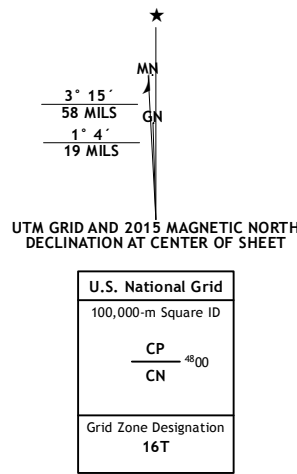 ★
MN
3° 15´
58 MILS
GN
1° 4´
19 MILS
UTM GRID AND 2015 MAGNETIC NORTH
DECLINATION AT CENTER OF SHEET
U.S. National Grid
100,000-m Square ID
CP
4800
CN
Grid Zone Designation
16T